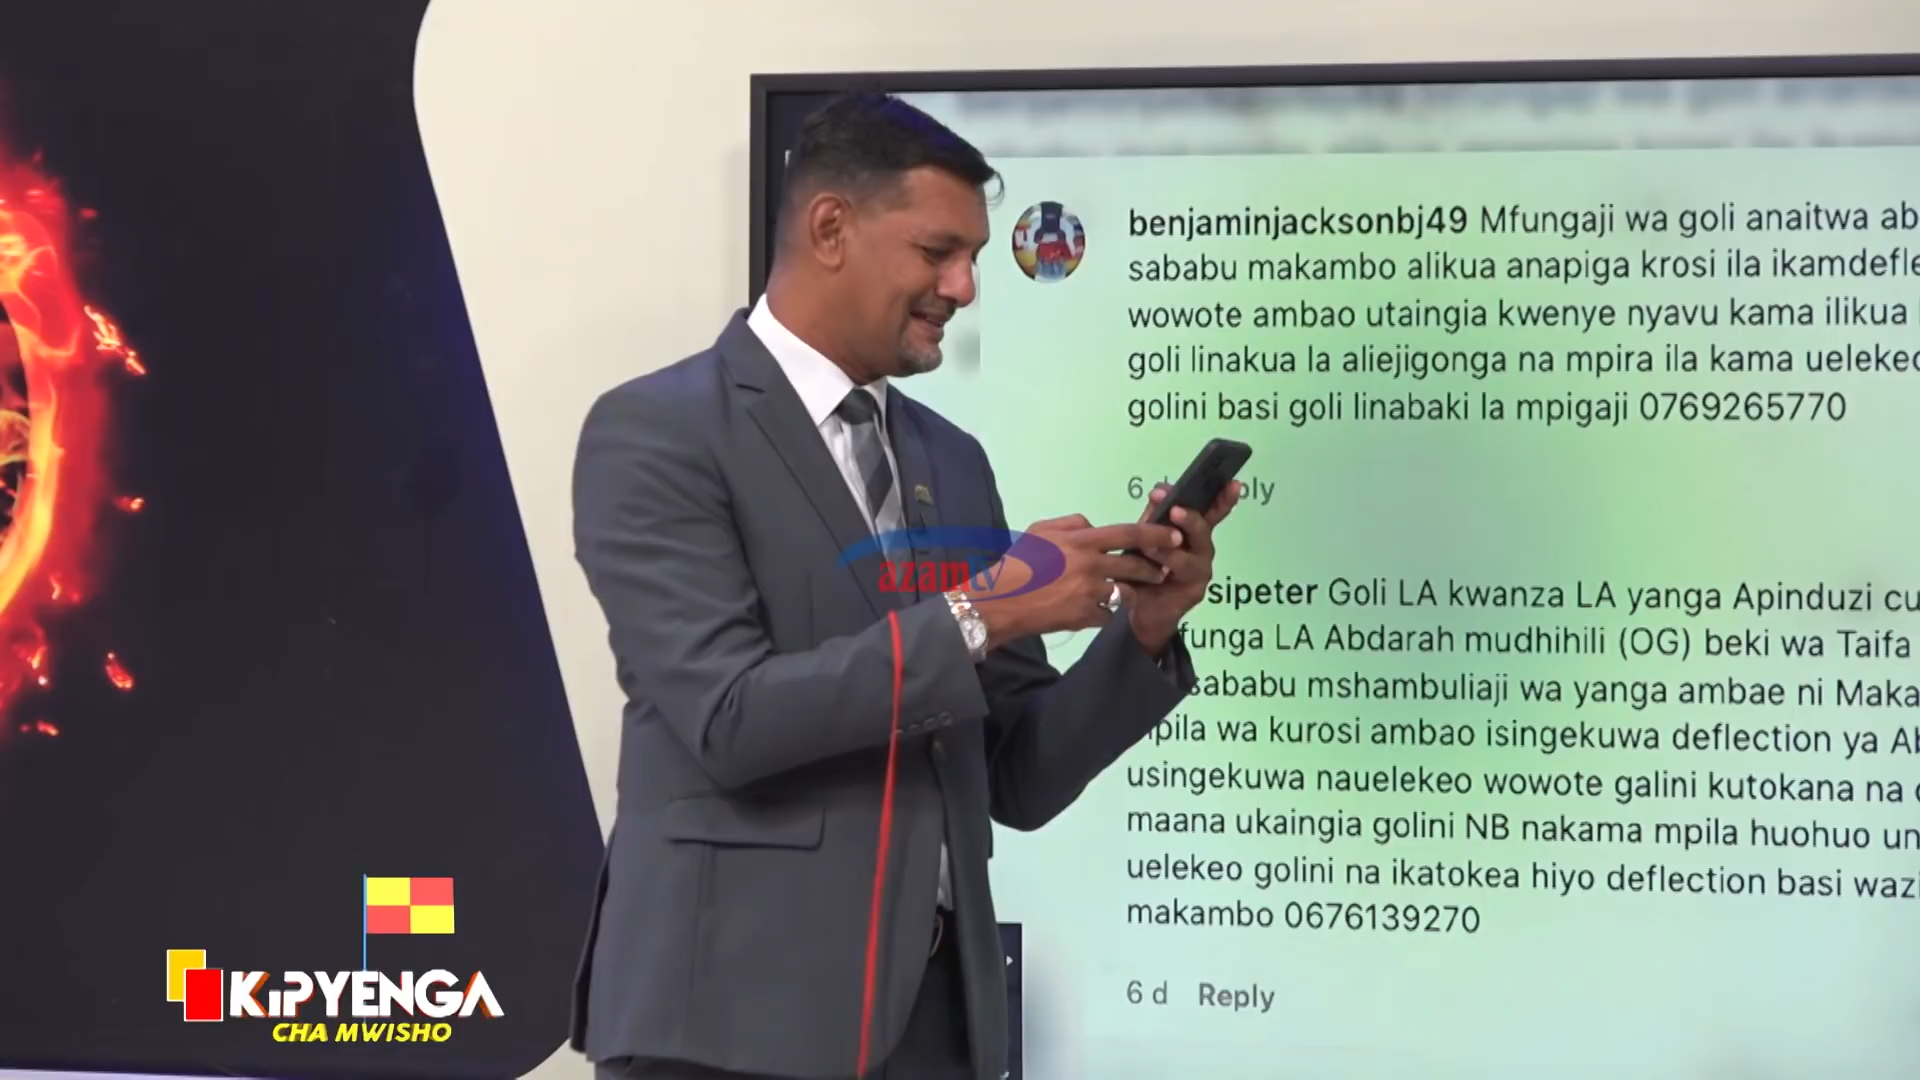 benjaminjacksonbj49 Mfungaji wa goli anaitwa ab
sababu makambo alikua anapiga krosi ila ikamdefle
wowote ambao utaingia kwenye nyavu kama ilikua
goli linakua la aliejigonga na mpira ila kama uelekeo
golini basi goli linabaki la mpigaji 0769265770
6 d Reply
sipeter Goli LA kwanza LA yanga Apinduzi cu
funga LA Abdarah mudhihili (OG) beki wa Taifa
sababu mshambuliaji wa yanga ambae ni Maka
mpila wa kurosi ambao isingekuwa deflection ya Ab
usingekuwa nauelekeo wowote galini kutokana na
maana ukaingia golini NB nakama mpila huohuo un
uelekeo golini na ikatokea hiyo deflection basi wazi
makambo 0676139270
6 d Reply
azamtv
KIPYENGA
CHA MWISHO